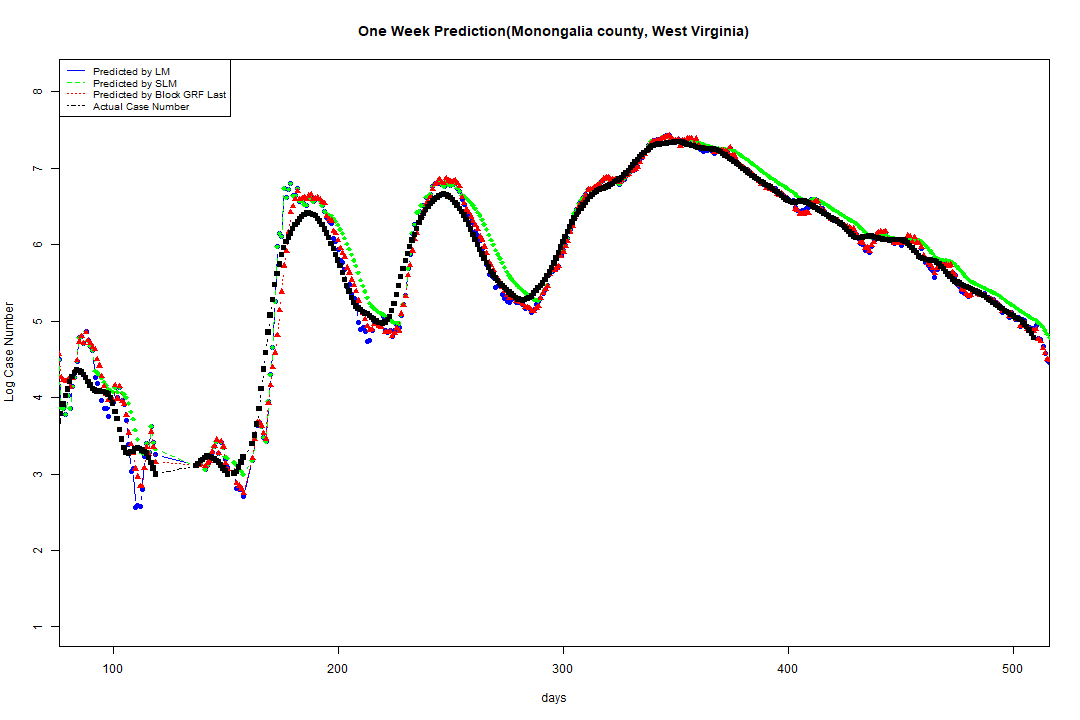 One Week Prediction(Monongalia county, West Virginia)
Predicted by LM
Predicted by SLM
Predicted by Block GRF Last
Actual Case Number
8
7
6
5
4
3
2
1
Log Case Number
100 200 300 400 500
days